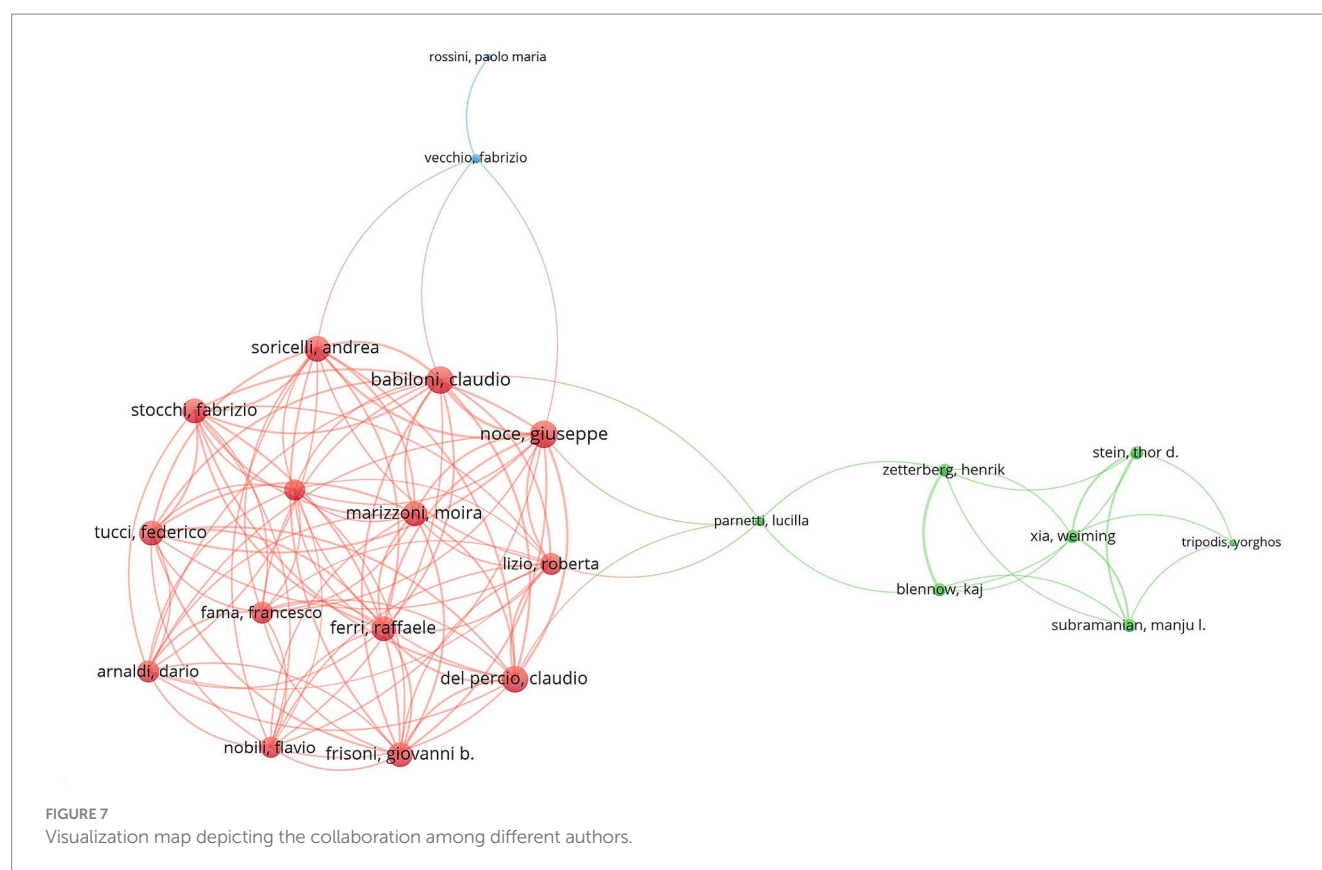 rossini, paolo maria
vecchio, fabrizio
soricelli, andrea
babiloni, claudio
stocchi, fabrizio
noce, giuseppe
stein, thor d.
zetterberg, henrik
marizzoni, moira
parnetti, lucilla
tucci, federico
xia, weiming
tripodis, yorghos
lizio, roberta
blennow, kaj
fama, francesco
ferri, raffaele
subramanian, manju l.
arnaldi, dario
del percio, claudio
nobili, flavio
frisoni, giovanni b.
FIGURE 7
Visualization map depicting the collaboration among different authors.